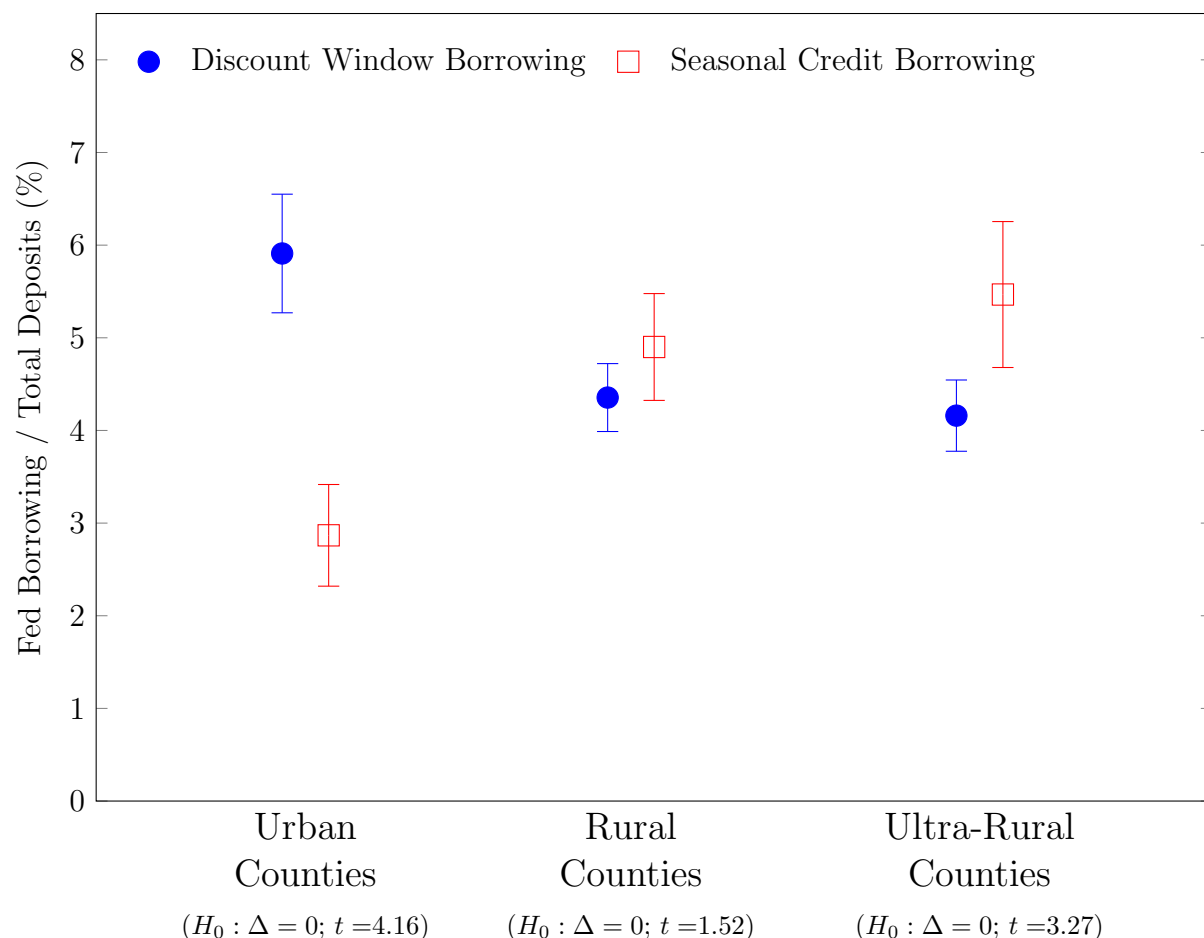 8
Discount Window Borrowing
Seasonal Credit Borrowing
7
6
5
4
3
2
1
0
Fed Borrowing / Total Deposits (%)
Urban
Counties
(H₀ : Δ = 0; t =4.16)
Rural
Counties
(H₀ : Δ = 0; t =1.52)
Ultra-Rural
Counties
(H₀ : Δ = 0; t =3.27)